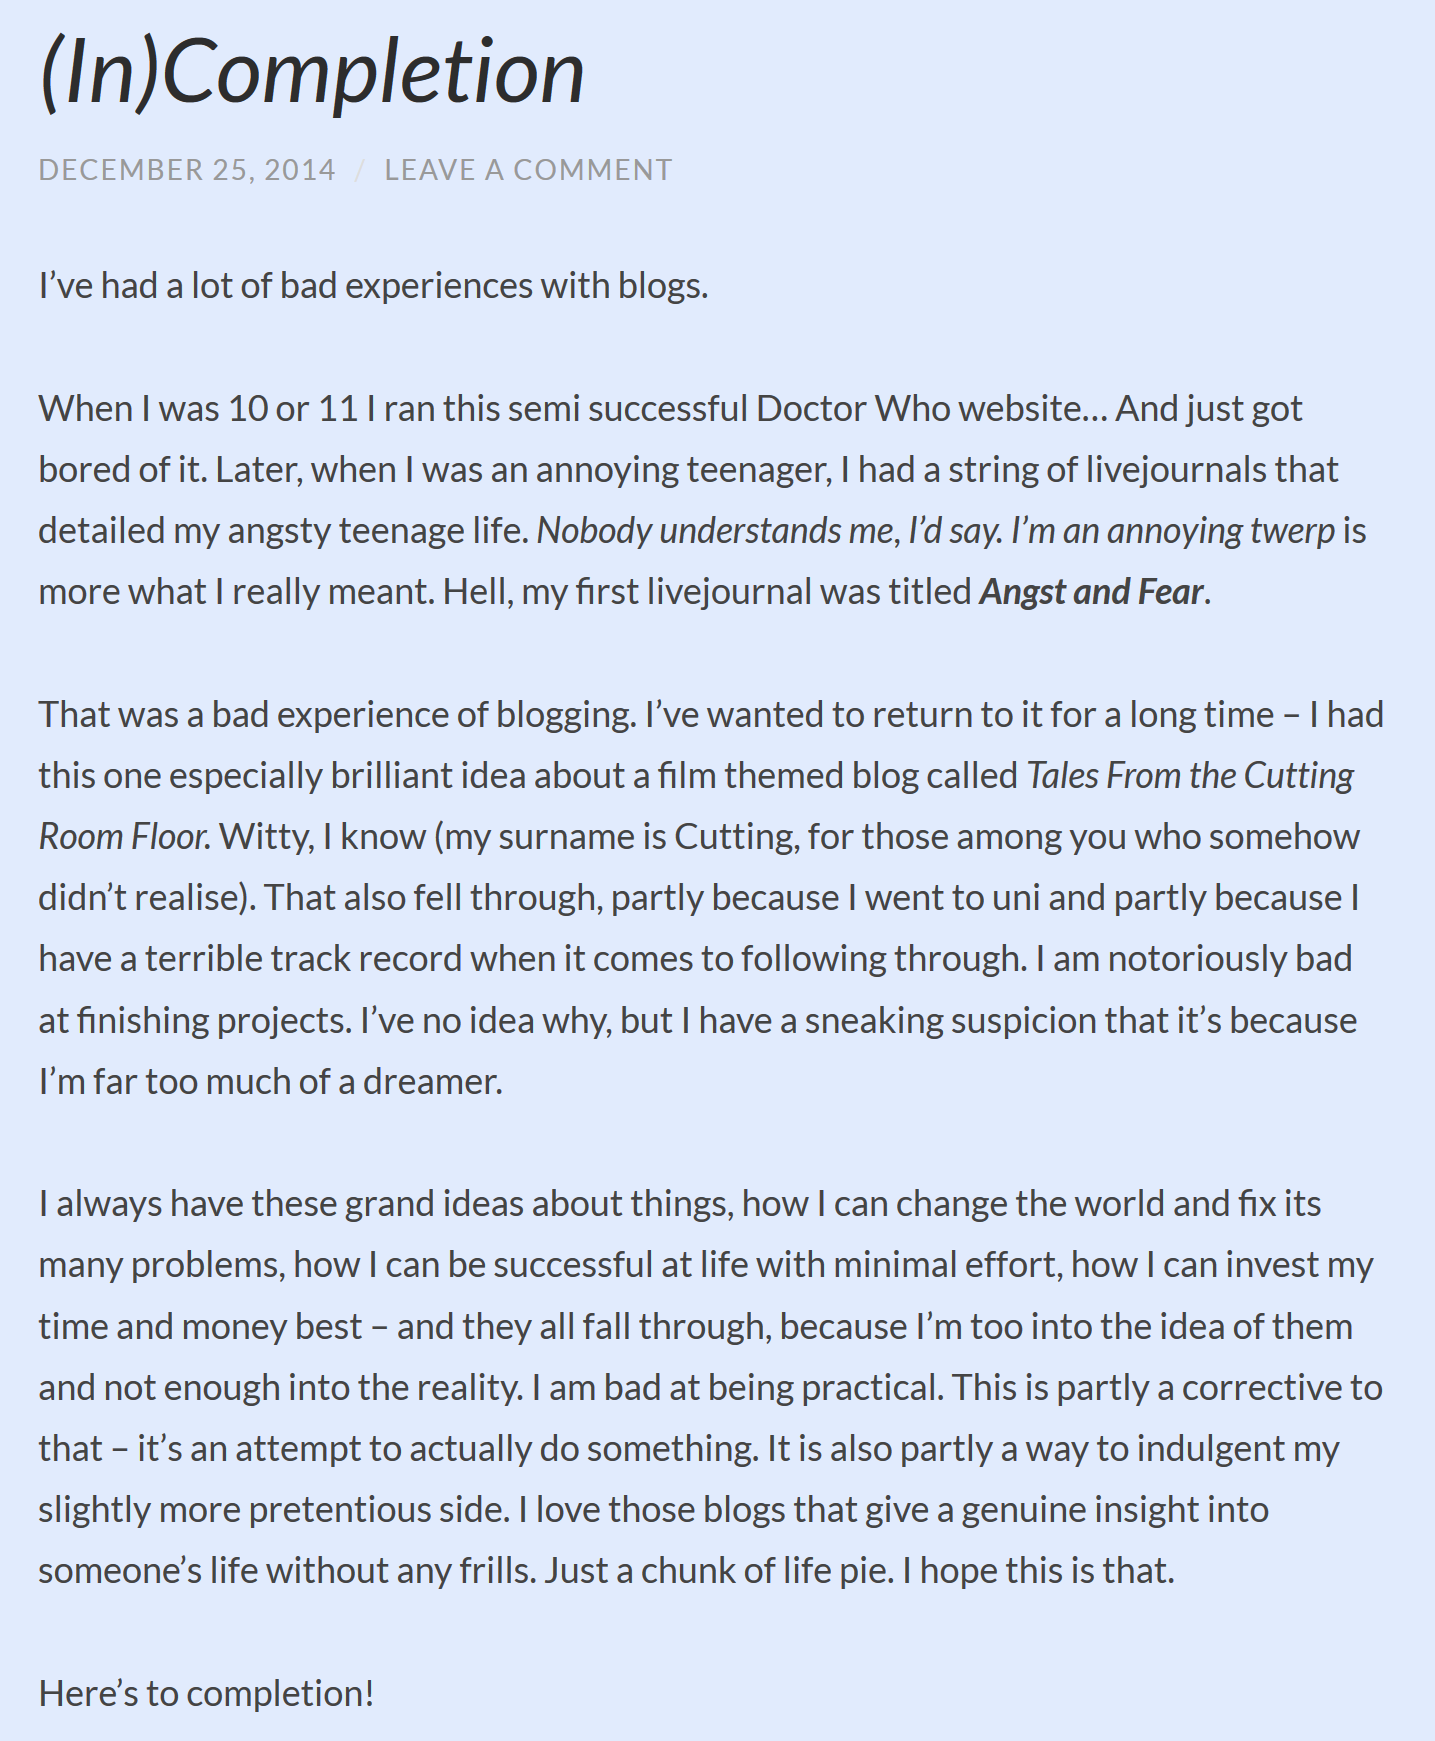 (In)Completion
DECEMBER 25, 2014 / LEAVE A COMMENT
I’ve had a lot of bad experiences with blogs.
When I was 10 or 11 I ran this semi successful Doctor Who website… And just got
bored of it. Later, when I was an annoying teenager, I had a string of livejournals that
detailed my angsty teenage life. Nobody understands me, I’d say. I’m an annoying twerp is
more what I really meant. Hell, my first livejournal was titled Angst and Fear.
That was a bad experience of blogging. I’ve wanted to return to it for a long time – I had
this one especially brilliant idea about a film themed blog called Tales From the Cutting
Room Floor. Witty, I know (my surname is Cutting, for those among you who somehow
didn’t realise). That also fell through, partly because I went to uni and partly because I
have a terrible track record when it comes to following through. I am notoriously bad
at finishing projects. I’ve no idea why, but I have a sneaking suspicion that it’s because
I’m far too much of a dreamer.
I always have these grand ideas about things, how I can change the world and fix its
many problems, how I can be successful at life with minimal effort, how I can invest my
time and money best – and they all fall through, because I’m too into the idea of them
and not enough into the reality. I am bad at being practical. This is partly a corrective to
that – it’s an attempt to actually do something. It is also partly a way to indulgent my
slightly more pretentious side. I love those blogs that give a genuine insight into
someone’s life without any frills. Just a chunk of life pie. I hope this is that.
Here’s to completion!